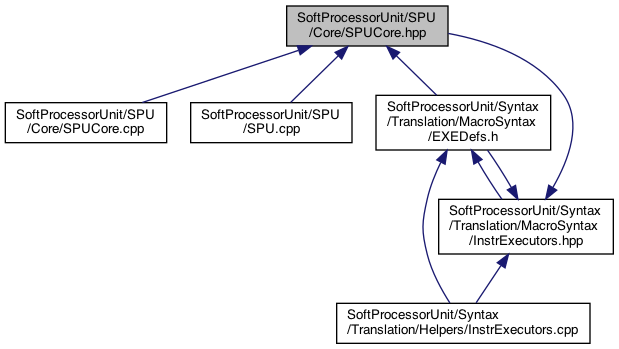 SoftProcessorUnit/SPU
/Core/SPUCore.hpp
SoftProcessorUnit/SPU
/Core/SPUCore.cpp
SoftProcessorUnit/SPU
/SPU.cpp
SoftProcessorUnit/Syntax
/Translation/MacroSyntax
/EXEDefs.h
SoftProcessorUnit/Syntax
/Translation/MacroSyntax
/InstrExecutors.hpp
SoftProcessorUnit/Syntax
/Translation/Helpers/InstrExecutors.cpp